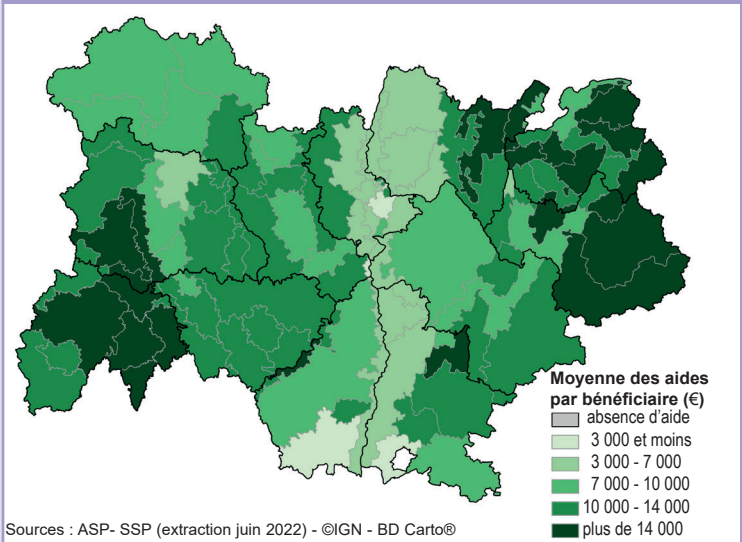 Moyenne des aides
par bénéficiaire (€)
absence d'aide
3 000 et moins
3 000 - 7 000
7 000 - 10 000
10 000 - 14 000
plus de 14 000
Sources : ASP- SSP (extraction juin 2022) - ©IGN - BD Carto®